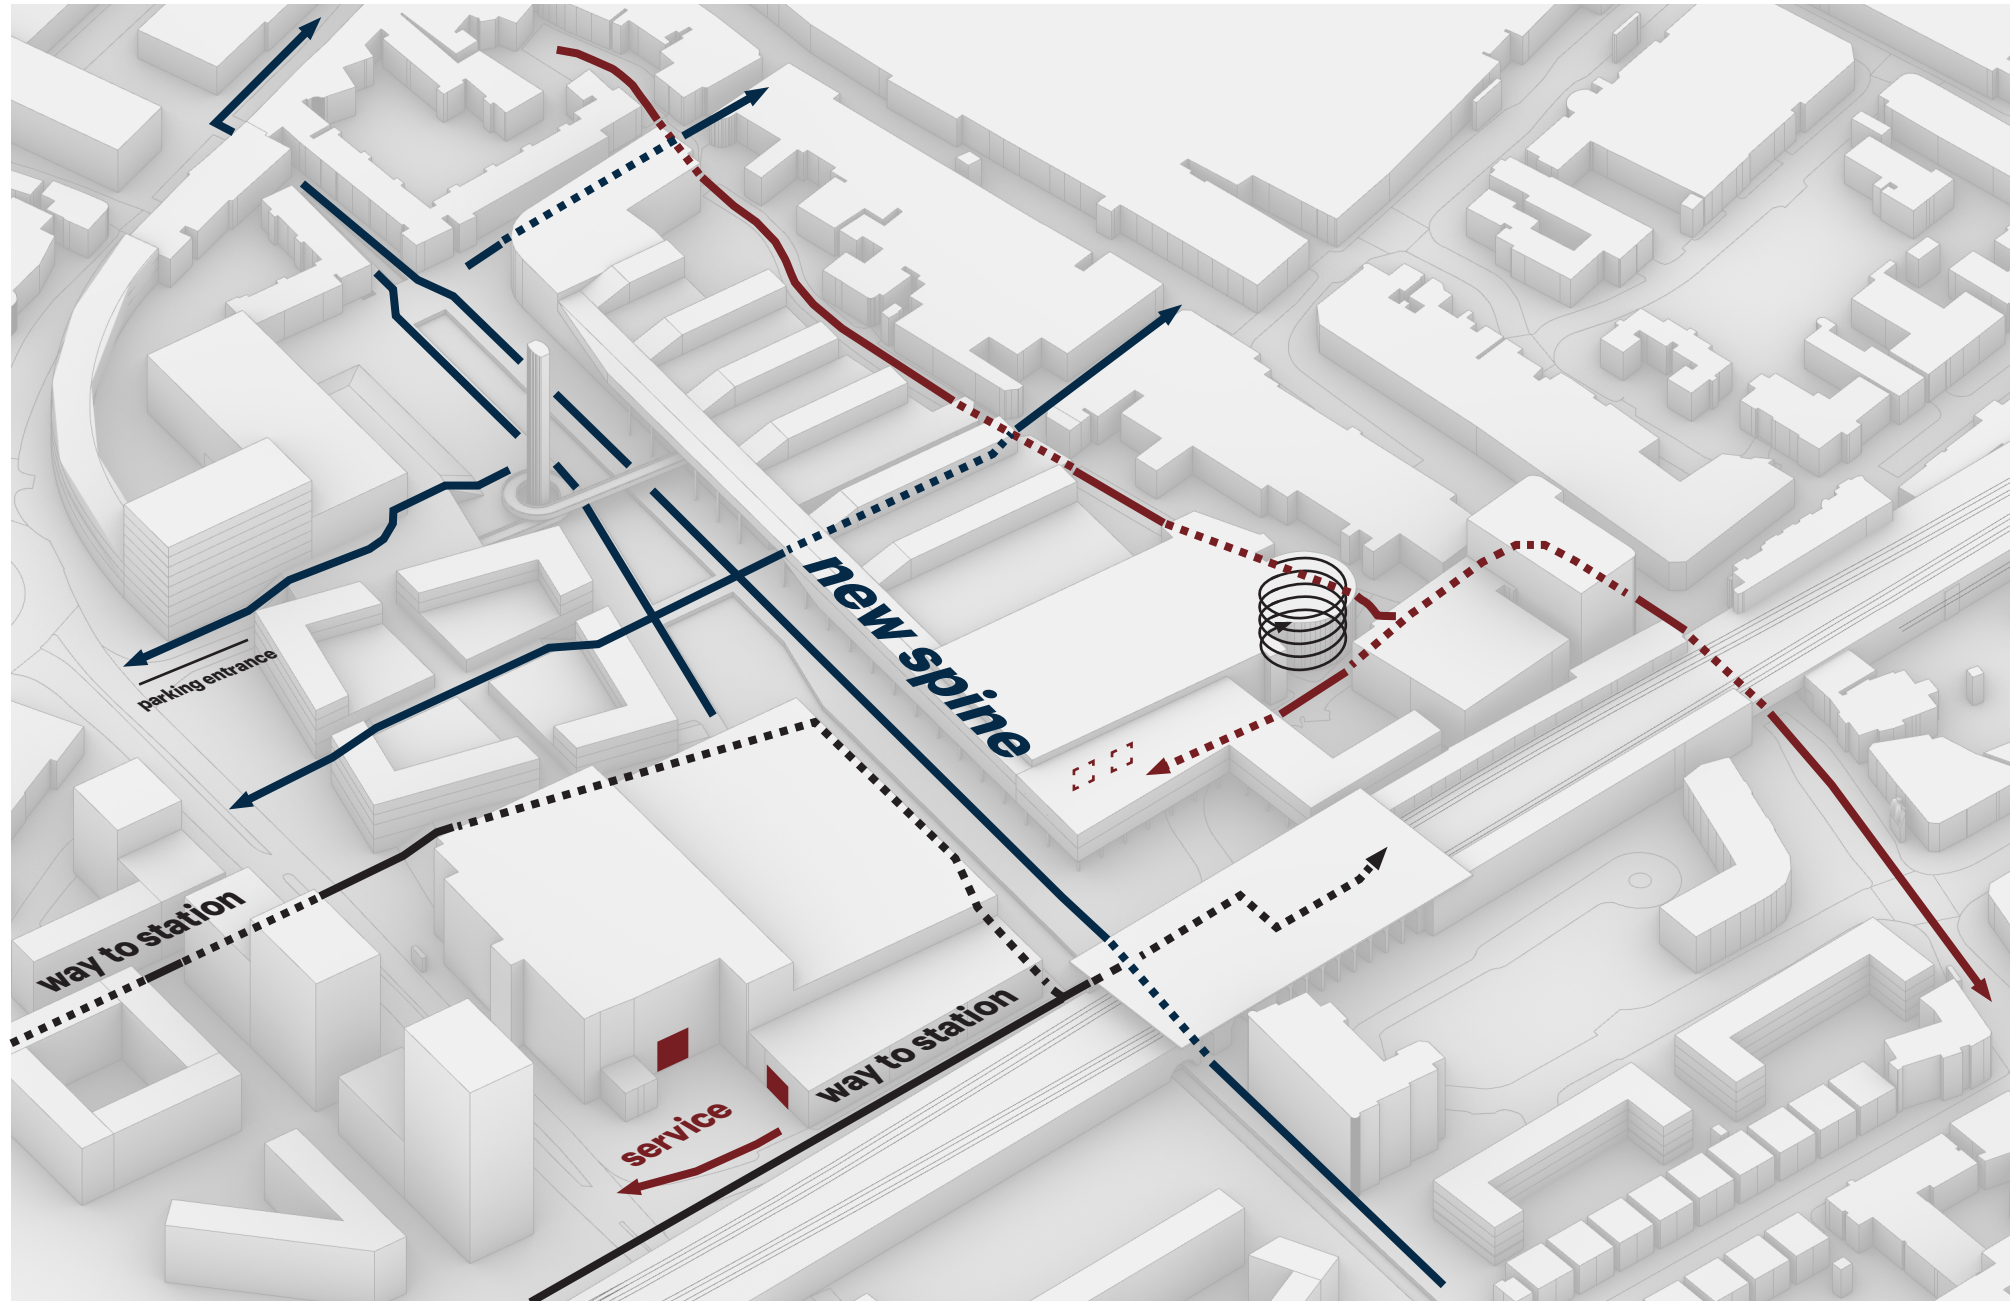 new spine
parking entrance
way to station
way to station
service